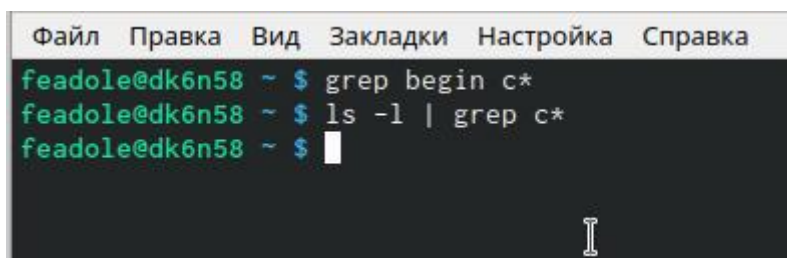 Файл Правка Вид Закладки Настройка Справка
feadole@dk6n58 ~ $ grep begin c*
feadole@dk6n58 ~ $ ls -l | grep c*
feadole@dk6n58 ~ $